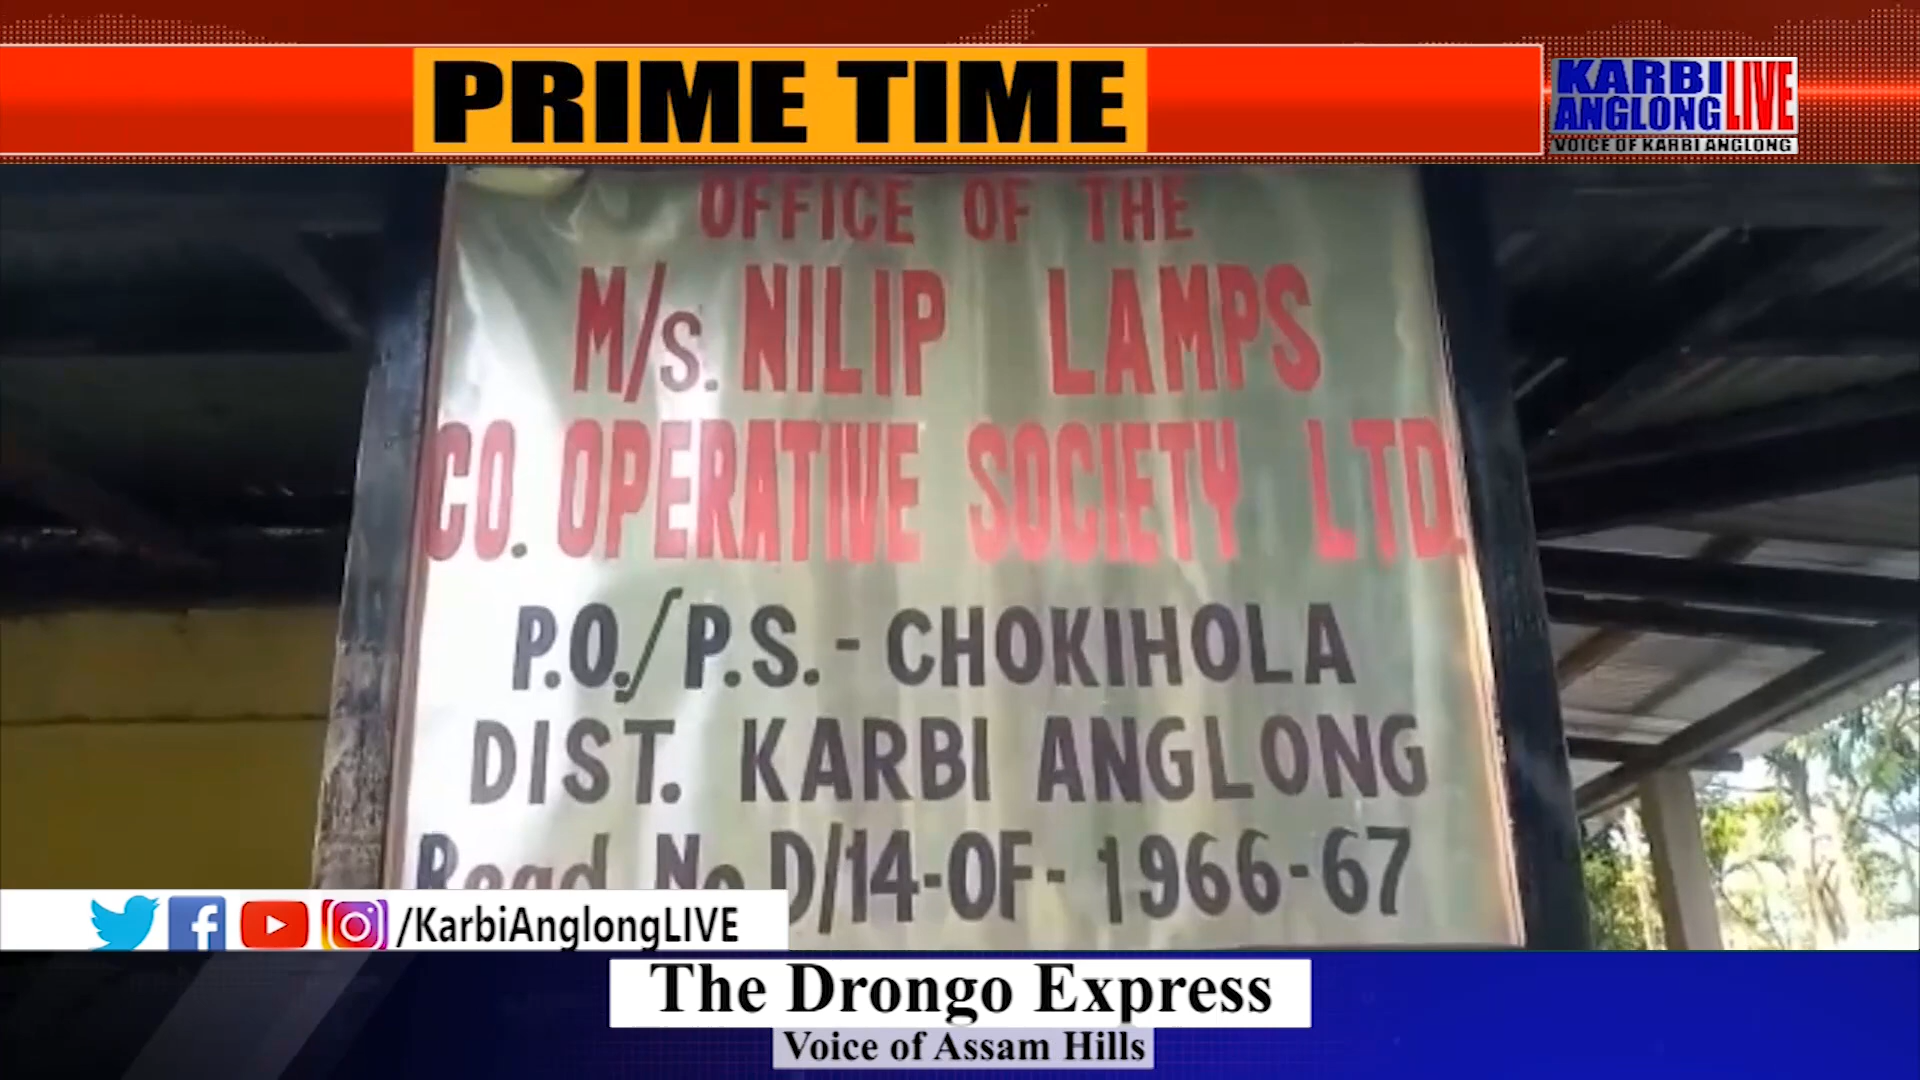 PRIME TIME
KARBI
ANGLONG LIVE
VOICE OF KARBI ANGLONG
OFFICE OF THE
M/s. NILIP LAMPS
CO. OPERATIVE SOCIETY LTD.
P.O./P.S. - CHOKIHOLA
DIST. KARBI ANGLONG
No D/14-OF- 1966-67
/KarbiAnglongLIVE
The Drongo Express
Voice of Assam Hills